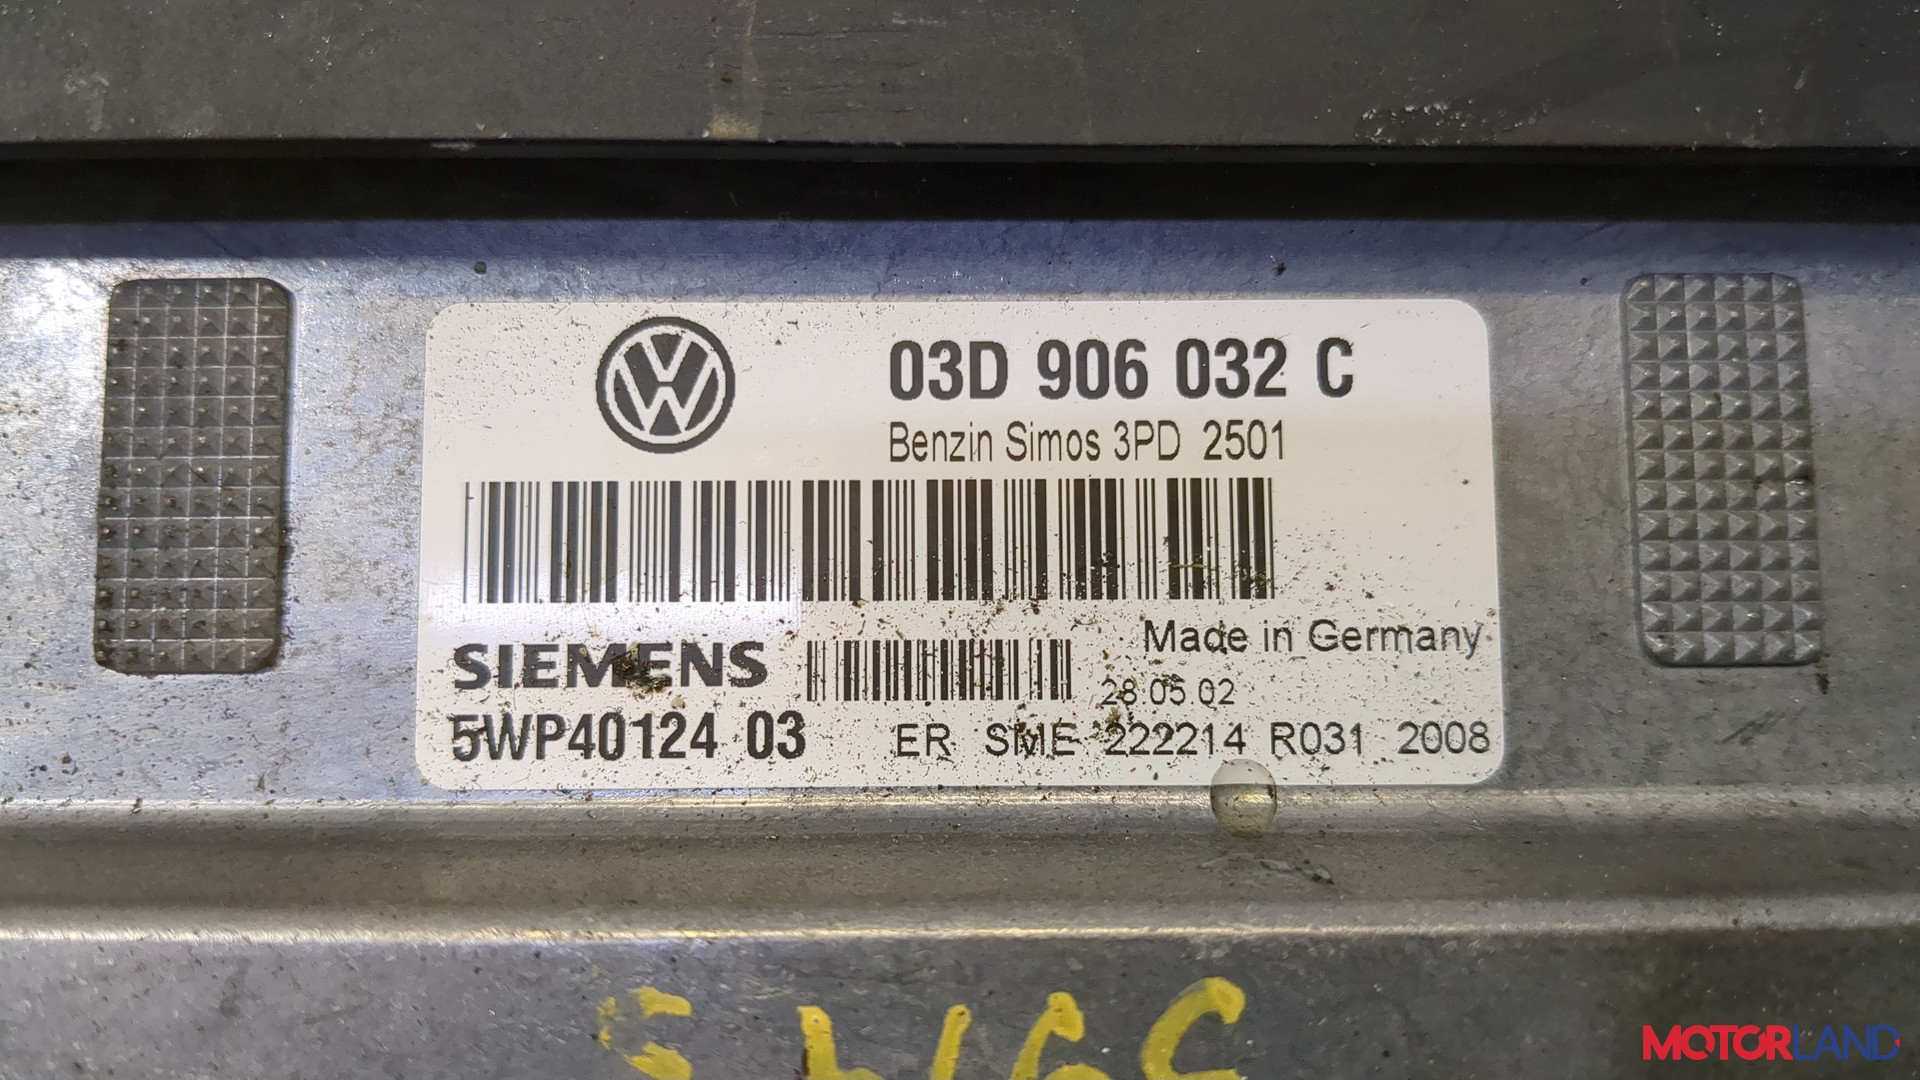 03D 906 032 C
Benzin Simos 3PD 2501
Made in Germany
SIEMENS
28.05.02
5WP40124 03
ER SME 222214 R031 2008
MOTORLAND